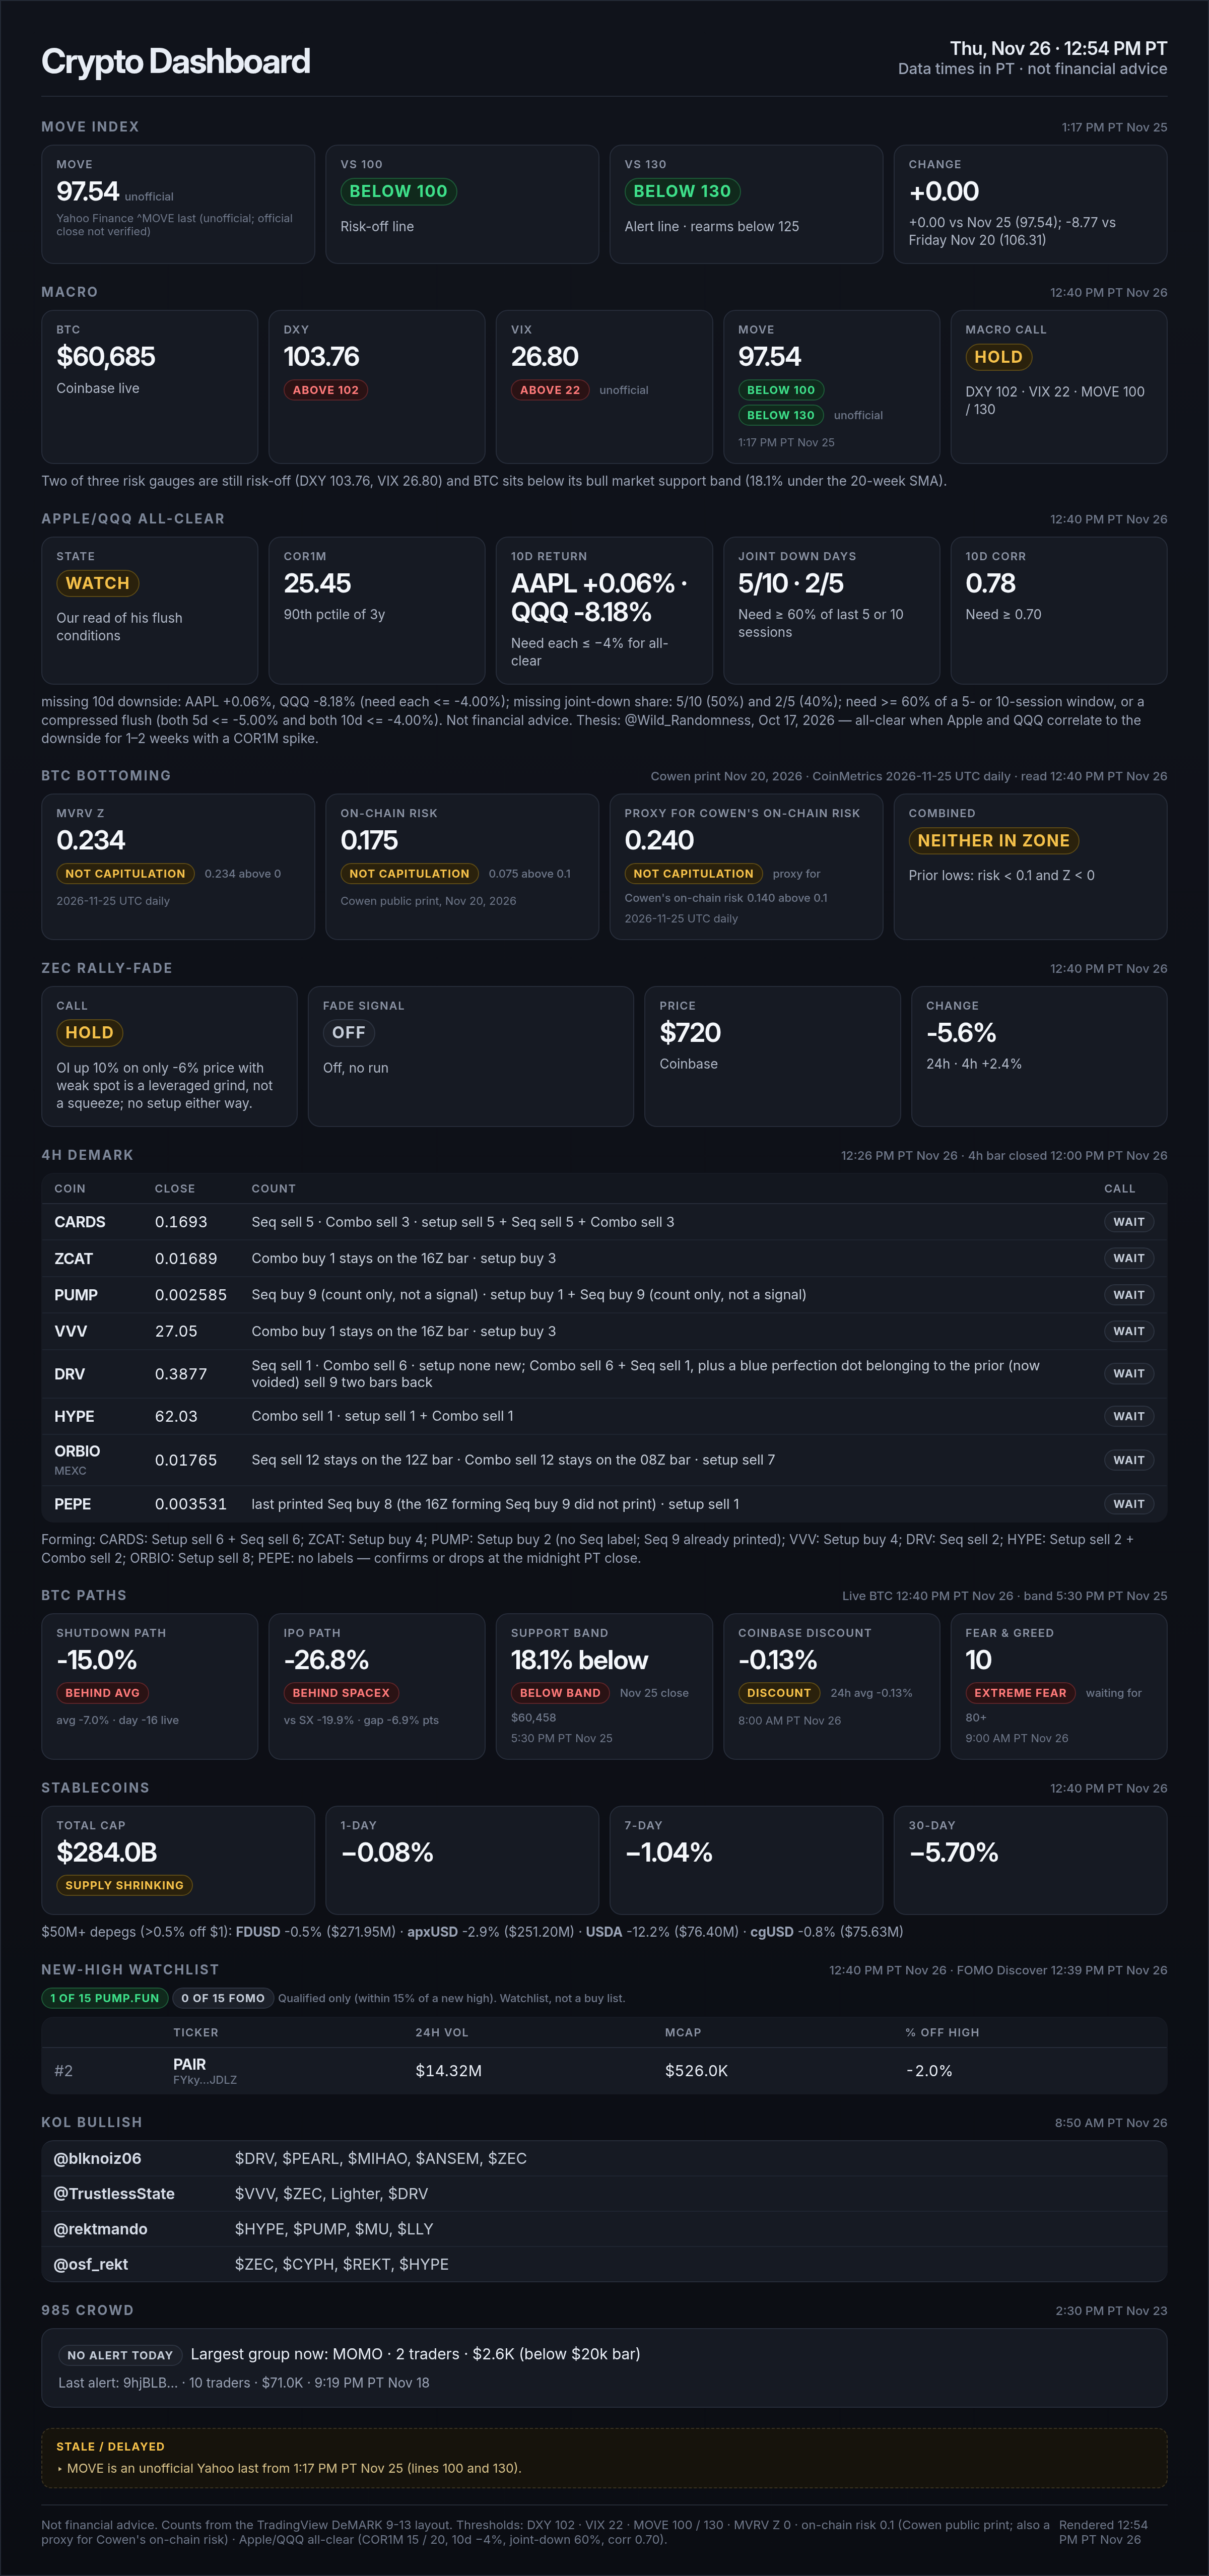 Crypto Dashboard
Thu, Nov 26 · 12:54 PM PT
Data times in PT · not financial advice
MOVE INDEX
1:17 PM PT Nov 25
MOVE
97.54 unofficial
Yahoo Finance ^MOVE last (unofficial; official
close not verified)
VS 100
BELOW 100
Risk-off line
VS 130
BELOW 130
Alert line · rearms below 125
CHANGE
+0.00
+0.00 vs Nov 25 (97.54); -8.77 vs
Friday Nov 20 (106.31)
MACRO
12:40 PM PT Nov 26
BTC
$60,685
Coinbase live
DXY
103.76
ABOVE 102
VIX
26.80
ABOVE 22 unofficial
MOVE
97.54
BELOW 100
BELOW 130 unofficial
1:17 PM PT Nov 25
MACRO CALL
HOLD
DXY 102 · VIX 22 · MOVE 100
/ 130
Two of three risk gauges are still risk-off (DXY 103.76, VIX 26.80) and BTC sits below its bull market support band (18.1% under the 20-week SMA).
APPLE/QQQ ALL-CLEAR
12:40 PM PT Nov 26
STATE
WATCH
Our read of his flush
conditions
COR1M
25.45
90th pctile of 3y
10D RETURN
AAPL +0.06% ·
QQQ -8.18%
Need each ≤ −4% for all-
clear
JOINT DOWN DAYS
5/10 · 2/5
Need ≥ 60% of last 5 or 10
sessions
10D CORR
0.78
Need ≥ 0.70
missing 10d downside: AAPL +0.06%, QQQ -8.18% (need each <= -4.00%); missing joint-down share: 5/10 (50%) and 2/5 (40%); need >= 60% of a 5- or 10-session window, or a
compressed flush (both 5d <= -5.00% and both 10d <= -4.00%). Not financial advice. Thesis: @Wild_Randomness, Oct 17, 2026 — all-clear when Apple and QQQ correlate to the
downside for 1–2 weeks with a COR1M spike.
BTC BOTTOMING
Cowen print Nov 20, 2026 · CoinMetrics 2026-11-25 UTC daily · read 12:40 PM PT Nov 26
MVRV Z
0.234
NOT CAPITULATION 0.234 above 0
2026-11-25 UTC daily
ON-CHAIN RISK
0.175
NOT CAPITULATION 0.075 above 0.1
Cowen public print, Nov 20, 2026
PROXY FOR COWEN'S ON-CHAIN RISK
0.240
NOT CAPITULATION proxy for
Cowen's on-chain risk 0.140 above 0.1
2026-11-25 UTC daily
COMBINED
NEITHER IN ZONE
Prior lows: risk < 0.1 and Z < 0
ZEC RALLY-FADE
12:40 PM PT Nov 26
CALL
HOLD
OI up 10% on only -6% price with
weak spot is a leveraged grind, not
a squeeze; no setup either way.
FADE SIGNAL
OFF
Off, no run
PRICE
$720
Coinbase
CHANGE
-5.6%
24h · 4h +2.4%
4H DEMARK
12:26 PM PT Nov 26 · 4h bar closed 12:00 PM PT Nov 26
COIN CLOSE COUNT CALL
CARDS 0.1693 Seq sell 5 · Combo sell 3 · setup sell 5 + Seq sell 5 + Combo sell 3 WAIT
ZCAT 0.01689 Combo buy 1 stays on the 16Z bar · setup buy 3 WAIT
PUMP 0.002585 Seq buy 9 (count only, not a signal) · setup buy 1 + Seq buy 9 (count only, not a signal) WAIT
VVV 27.05 Combo buy 1 stays on the 16Z bar · setup buy 3 WAIT
DRV 0.3877 Seq sell 1 · Combo sell 6 · setup none new; Combo sell 6 + Seq sell 1, plus a blue perfection dot belonging to the prior (now
voided) sell 9 two bars back WAIT
HYPE 62.03 Combo sell 1 · setup sell 1 + Combo sell 1 WAIT
ORBIO
MEXC
0.01765 Seq sell 12 stays on the 12Z bar · Combo sell 12 stays on the 08Z bar · setup sell 7 WAIT
PEPE 0.003531 last printed Seq buy 8 (the 16Z forming Seq buy 9 did not print) · setup sell 1 WAIT
Forming: CARDS: Setup sell 6 + Seq sell 6; ZCAT: Setup buy 4; PUMP: Setup buy 2 (no Seq label; Seq 9 already printed); VVV: Setup buy 4; DRV: Seq sell 2; HYPE: Setup sell 2 +
Combo sell 2; ORBIO: Setup sell 8; PEPE: no labels — confirms or drops at the midnight PT close.
BTC PATHS
Live BTC 12:40 PM PT Nov 26 · band 5:30 PM PT Nov 25
SHUTDOWN PATH
-15.0%
BEHIND AVG
avg -7.0% · day -16 live
IPO PATH
-26.8%
BEHIND SPACEX
vs SX -19.9% · gap -6.9% pts
SUPPORT BAND
18.1% below
BELOW BAND Nov 25 close
$60,458
5:30 PM PT Nov 25
COINBASE DISCOUNT
-0.13%
DISCOUNT 24h avg -0.13%
8:00 AM PT Nov 26
FEAR & GREED
10
EXTREME FEAR waiting for
80+
9:00 AM PT Nov 26
STABLECOINS
12:40 PM PT Nov 26
TOTAL CAP
$284.0B
SUPPLY SHRINKING
1-DAY
−0.08%
7-DAY
−1.04%
30-DAY
−5.70%
$50M+ depegs (>0.5% off $1): FDUSD -0.5% ($271.95M) · apxUSD -2.9% ($251.20M) · USDA -12.2% ($76.40M) · cgUSD -0.8% ($75.63M)
NEW-HIGH WATCHLIST
12:40 PM PT Nov 26 · FOMO Discover 12:39 PM PT Nov 26
1 OF 15 PUMP.FUN 0 OF 15 FOMO Qualified only (within 15% of a new high). Watchlist, not a buy list.
TICKER 24H VOL MCAP % OFF HIGH
#2 PAIR $14.32M $526.0K -2.0%
FYky...JDLZ
KOL BULLISH
8:50 AM PT Nov 26
@blknoiz06 $DRV, $PEARL, $MIHAO, $ANSEM, $ZEC
@TrustlessState $VVV, $ZEC, Lighter, $DRV
@rektmando $HYPE, $PUMP, $MU, $LLY
@osf_rekt $ZEC, $CYPH, $REKT, $HYPE
985 CROWD
2:30 PM PT Nov 23
NO ALERT TODAY Largest group now: MOMO · 2 traders · $2.6K (below $20k bar)
Last alert: 9hjBLB... · 10 traders · $71.0K · 9:19 PM PT Nov 18
STALE / DELAYED
‣ MOVE is an unofficial Yahoo last from 1:17 PM PT Nov 25 (lines 100 and 130).
Not financial advice. Counts from the TradingView DeMARK 9-13 layout. Thresholds: DXY 102 · VIX 22 · MOVE 100 / 130 · MVRV Z 0 · on-chain risk 0.1 (Cowen public print; also a
proxy for Cowen's on-chain risk) · Apple/QQQ all-clear (COR1M 15 / 20, 10d −4%, joint-down 60%, corr 0.70).
Rendered 12:54
PM PT Nov 26